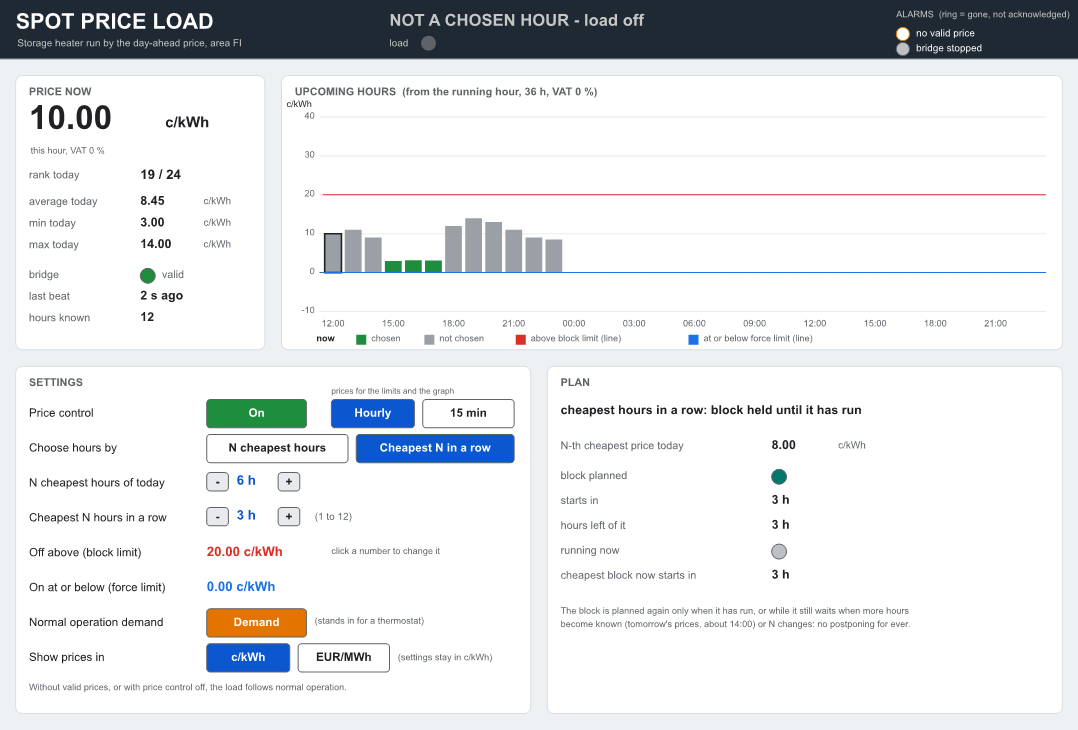 SPOT PRICE LOAD
Storage heater run by the day-ahead price, area FI
NOT A CHOSEN HOUR - load off
load
ALARMS (ring = gone, not acknowledged)
no valid price
bridge stopped
PRICE NOW
10.00 c/kWh
this hour, VAT 0 %
rank today 19 / 24
average today 8.45 c/kWh
min today 3.00 c/kWh
max today 14.00 c/kWh
bridge valid
last beat 2 s ago
hours known 12
UPCOMING HOURS (from the running hour, 36 h, VAT 0 %)
c/kWh
40
30
20
10
0
-10
12:00 15:00 18:00 21:00 00:00 03:00 06:00 09:00 12:00 15:00 18:00 21:00
now chosen not chosen above block limit (line) at or below force limit (line)
SETTINGS
prices for the limits and the graph
Price control On Hourly 15 min
Choose hours by N cheapest hours Cheapest N in a row
N cheapest hours of today - 6 h +
Cheapest N hours in a row - 3 h + (1 to 12)
Off above (block limit) 20.00 c/kWh click a number to change it
On at or below (force limit) 0.00 c/kWh
Normal operation demand Demand (stands in for a thermostat)
Show prices in c/kWh EUR/MWh (settings stay in c/kWh)
Without valid prices, or with price control off, the load follows normal operation.
PLAN
cheapest hours in a row: block held until it has run
N-th cheapest price today 8.00 c/kWh
block planned
starts in 3 h
hours left of it 3 h
running now
cheapest block now starts in 3 h
The block is planned again only when it has run, or while it still waits when more hours
become known (tomorrow's prices, about 14:00) or N changes: no postponing for ever.